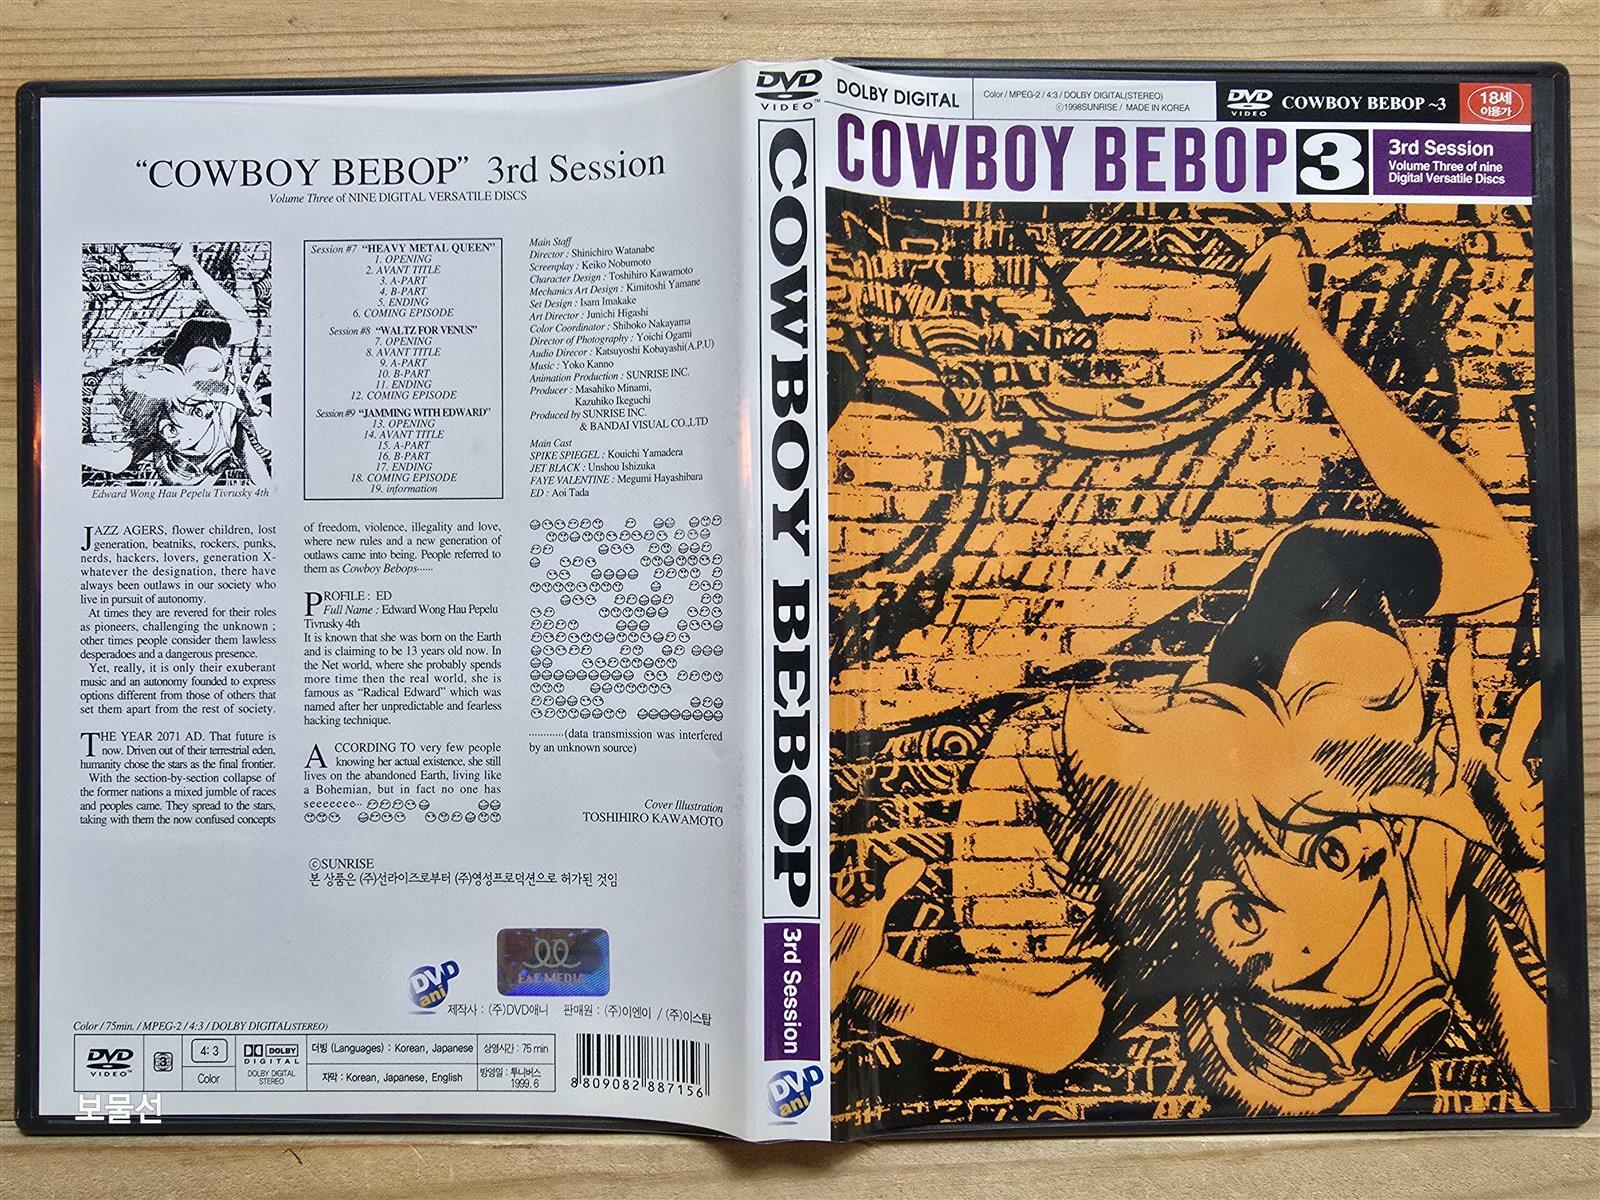 “COWBOY BEBOP” 3rd Session
Volume Three of NINE DIGITAL VERSATILE DISCS
Edward Wong Hau Pepelu Tivrusky 4th
Session #7 “HEAVY METAL QUEEN”
1. OPENING
2. AVANT TITLE
3. A-PART
4. B-PART
5. ENDING
6. COMING EPISODE
Session #8 “WALTZ FOR VENUS”
7. OPENING
8. AVANT TITLE
9. A-PART
10. B-PART
11. ENDING
12. COMING EPISODE
Session #9 “JAMMING WITH EDWARD”
13. OPENING
14. AVANT TITLE
15. A-PART
16. B-PART
17. ENDING
18. COMING EPISODE
19. information
Main Staff
Director : Shinichiro Watanabe
Screenplay : Keiko Nobumoto
Character Design : Toshihiro Kawamoto
Mechanics Art Design : Kimitoshi Yamane
Set Design : Isam Imakake
Art Director : Junichi Higashi
Color Coordinator : Shihoko Nakayama
Director of Photography : Yoichi Ogami
Audio Direcor : Katsuyoshi Kobayashi(A.P.U)
Music : Yoko Kanno
Animation Production : SUNRISE INC.
Producer : Masahiko Minami,
Kazuhiko Ikeguchi
Produced by SUNRISE INC.
& BANDAI VISUAL CO.,LTD
Main Cast
SPIKE SPIEGEL : Kouichi Yamadera
JET BLACK : Unshou Ishizuka
FAYE VALENTINE : Megumi Hayashibara
ED : Aoi Tada
JAZZ AGERS, flower children, lost
generation, beatniks, rockers, punks,
nerds, hackers, lovers, generation X-
whatever the designation, there have
always been outlaws in our society who
live in pursuit of autonomy.
At times they are revered for their roles
as pioneers, challenging the unknown ;
other times people consider them lawless
desperadoes and a dangerous presence.
Yet, really, it is only their exuberant
music and an autonomy founded to express
options different from those of others that
set them apart from the rest of society.
THE YEAR 2071 AD. That future is
now. Driven out of their terrestrial eden,
humanity chose the stars as the final frontier.
With the section-by-section collapse of
the former nations a mixed jumble of races
and peoples came. They spread to the stars,
taking with them the now confused concepts
of freedom, violence, illegality and love,
where new rules and a new generation of
outlaws came into being. People referred to
them as Cowboy Bebops······
PROFILE : ED
Full Name : Edward Wong Hau Pepelu
Tivrusky 4th
It is known that she was born on the Earth
and is claiming to be 13 years old now. In
the Net world, where she probably spends
more time then the real world, she is
famous as “Radical Edward” which was
named after her unpredictable and fearless
hacking technique.
ACCORDING TO very few people
knowing her actual existence, she still
lives on the abandoned Earth, living like
a Bohemian, but in fact no one has
seeeeeee··
············(data transmission was interfered
by an unknown source)
Cover Illustration
TOSHIHIRO KAWAMOTO
ⓒSUNRISE
본 상품은 (주)선라이즈로부터 (주)영성프로덕션으로 허가된 것임
DVD ani
E&E MEDIA
제작사 : (주)DVD애니 판매원 : (주)이엔이 / (주)이스탑
Color / 75min. / MPEG-2 / 4:3 / DOLBY DIGITAL(STEREO)
DVD VIDEO™
3
4:3
Color
DOLBY DIGITAL
DOLBY DIGITAL STEREO
더빙 (Languages) : Korean, Japanese
자막 : Korean, Japanese, English
상영시간 : 75 min
방영일 : 투니버스 1999. 6
8 809082 887156
보물선
DVD VIDEO™
COWBOY BEBOP
3rd Session
DVD ani
DOLBY DIGITAL
Color / MPEG-2 / 4:3 / DOLBY DIGITAL(STEREO)
ⓒ1998SUNRISE / MADE IN KOREA
DVD VIDEO
COWBOY BEBOP ~3
18세
이용가
COWBOY BEBOP 3
3rd Session
Volume Three of nine
Digital Versatile Discs